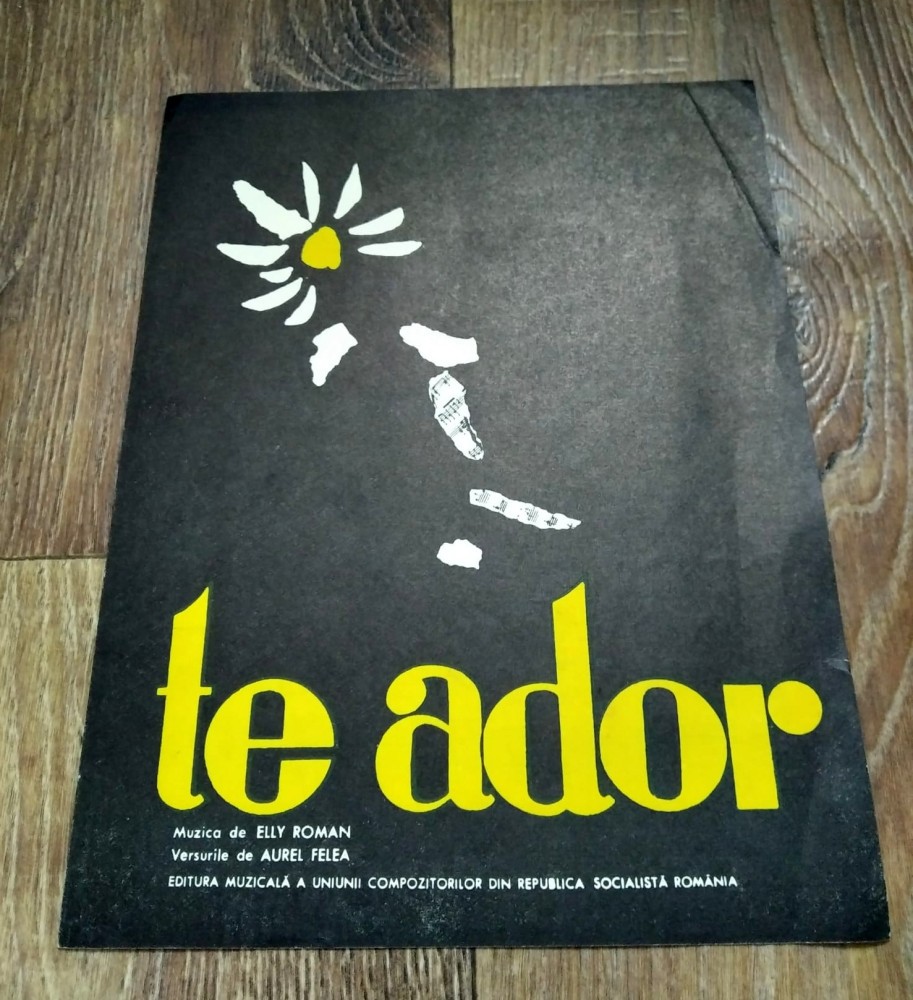 te ador
Muzica de ELLY ROMAN
Versurile de AUREL FELEA
EDITURA MUZICALĂ A UNIUNII COMPOZITORILOR DIN REPUBLICA SOCIALISTĂ ROMÂNIA